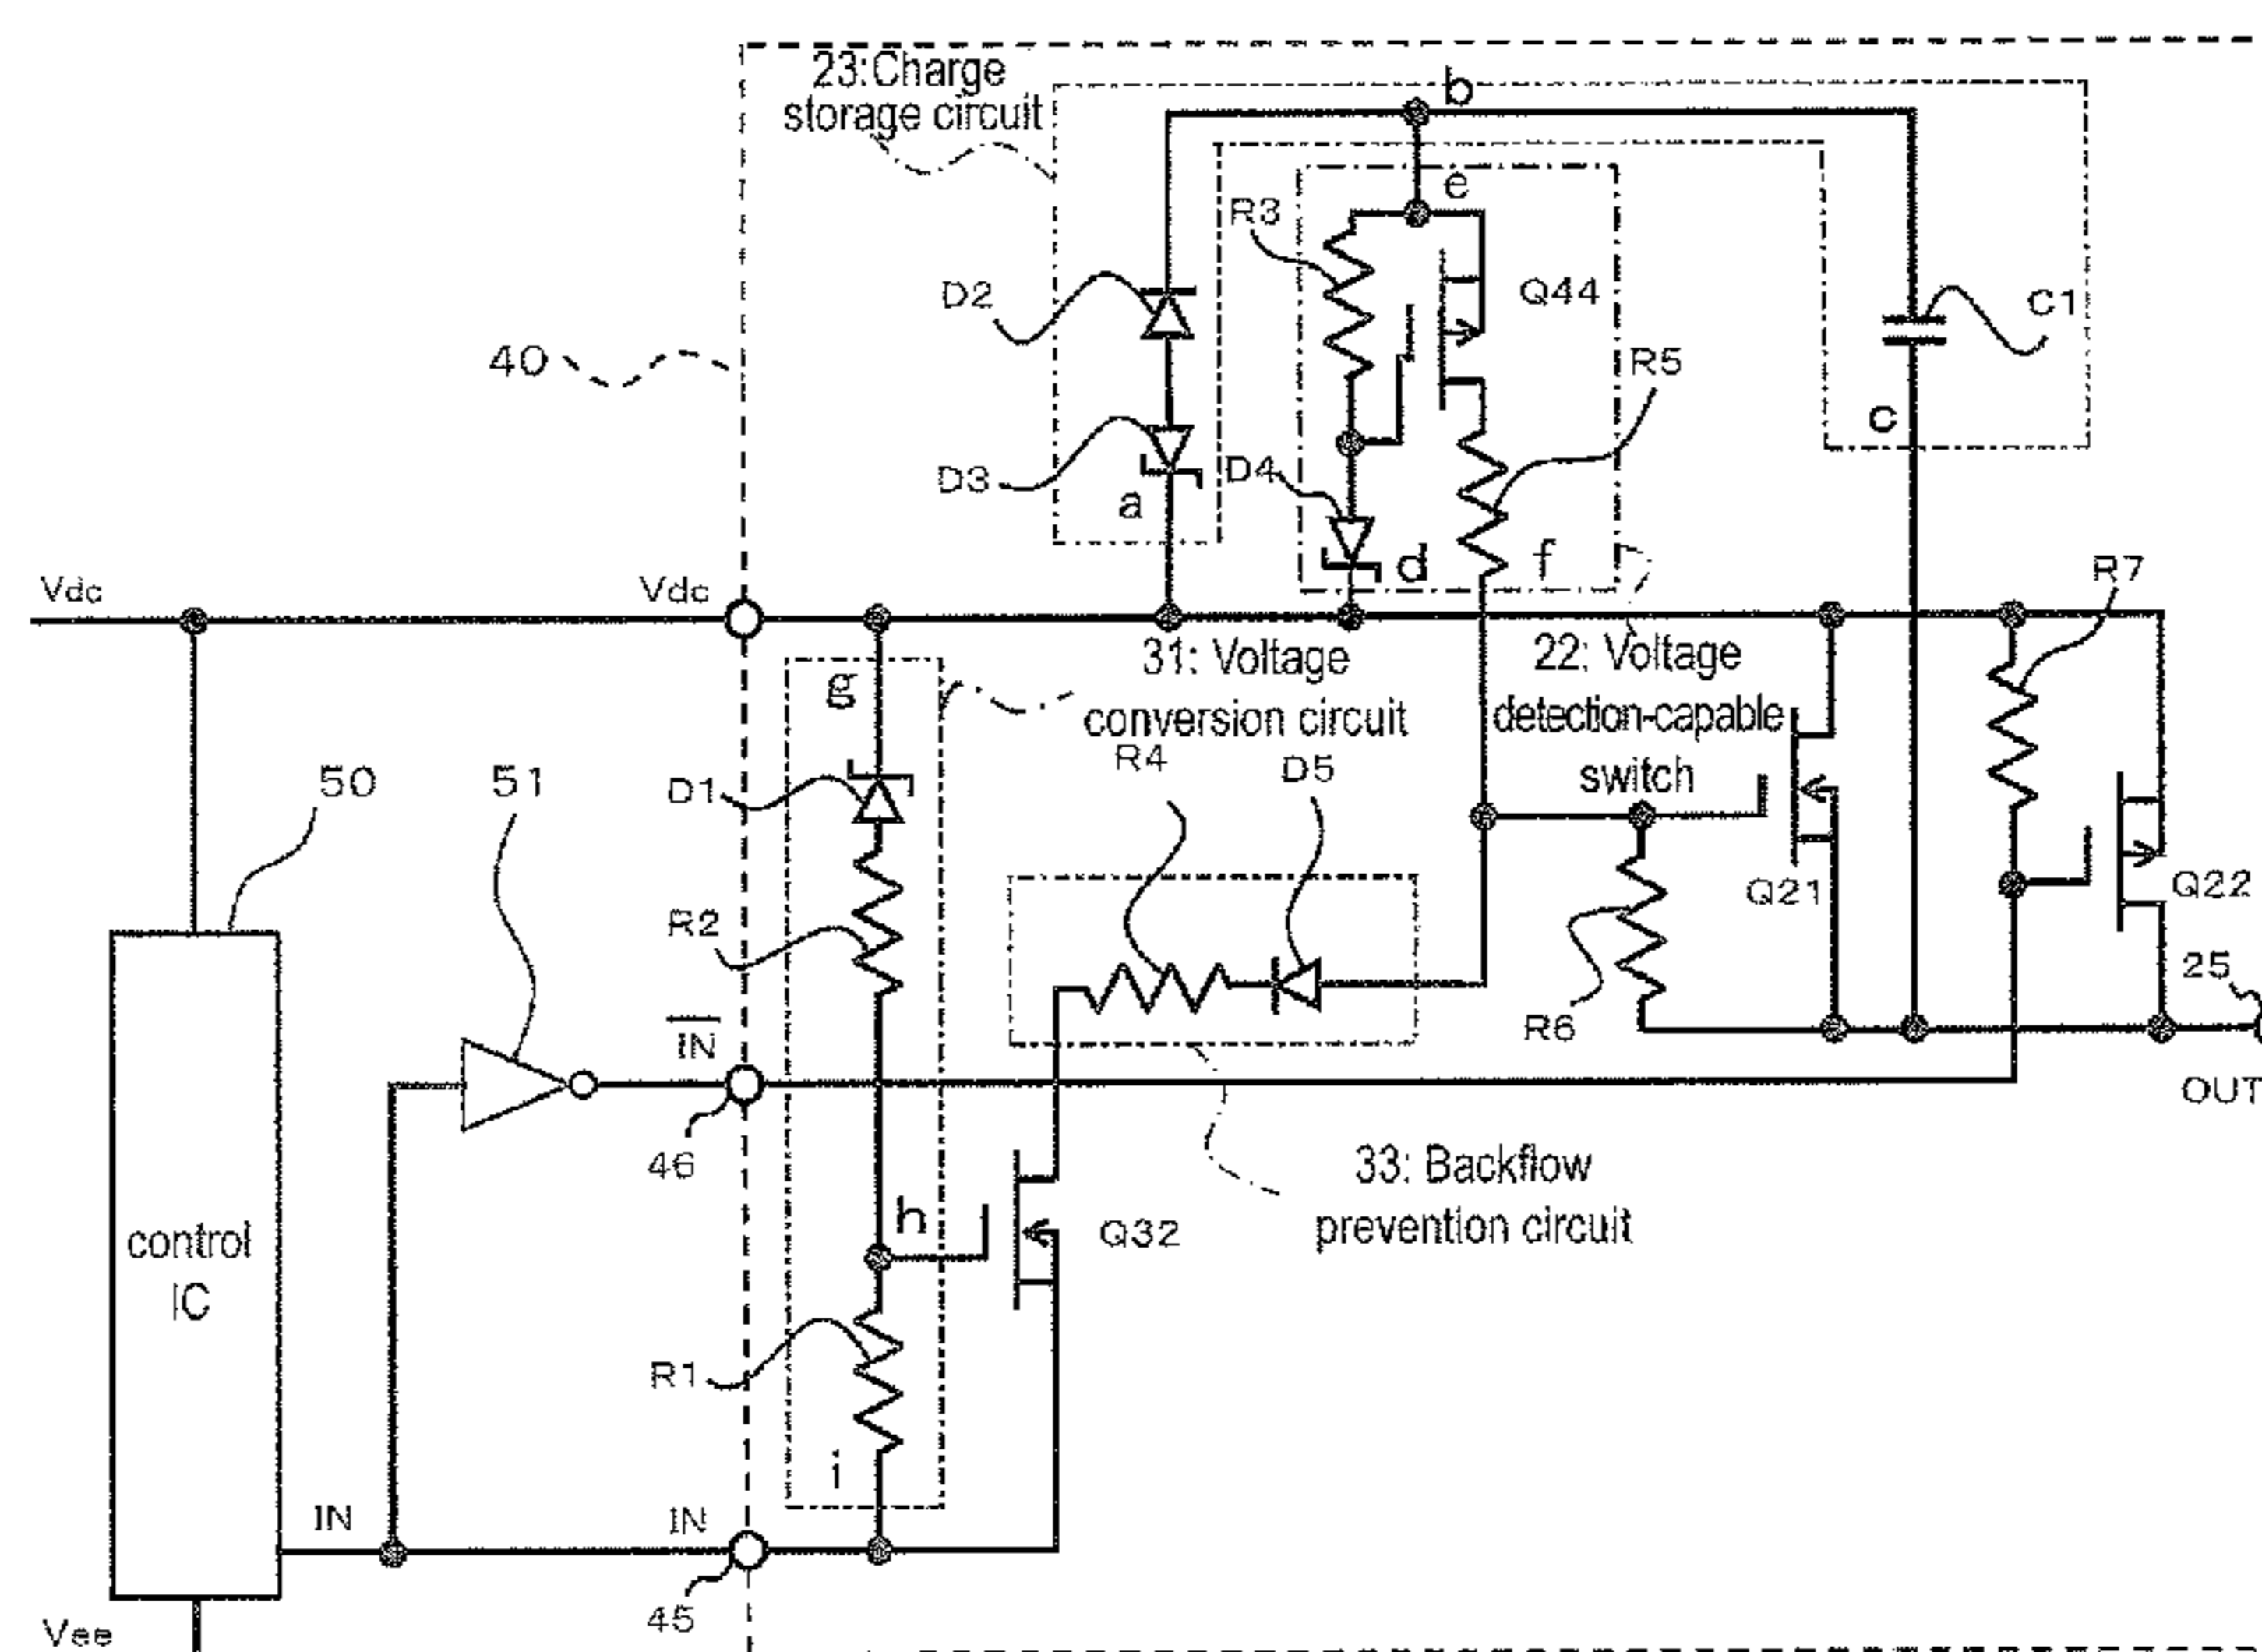 23:Charge
storage circuit
b
e
R3
Q44
D2
C1
40
R5
c
D3
a
D4
d
f
Vdc
Vdc
R7
31: Voltage
conversion circuit
22: Voltage
detection-capable
switch
g
R4
D5
50
51
D1
Q21
Q22
R2
25
R6
IN
46
OUT
33: Backflow
prevention circuit
h
Q32
control
IC
R1
i
IN
IN
45
Vee